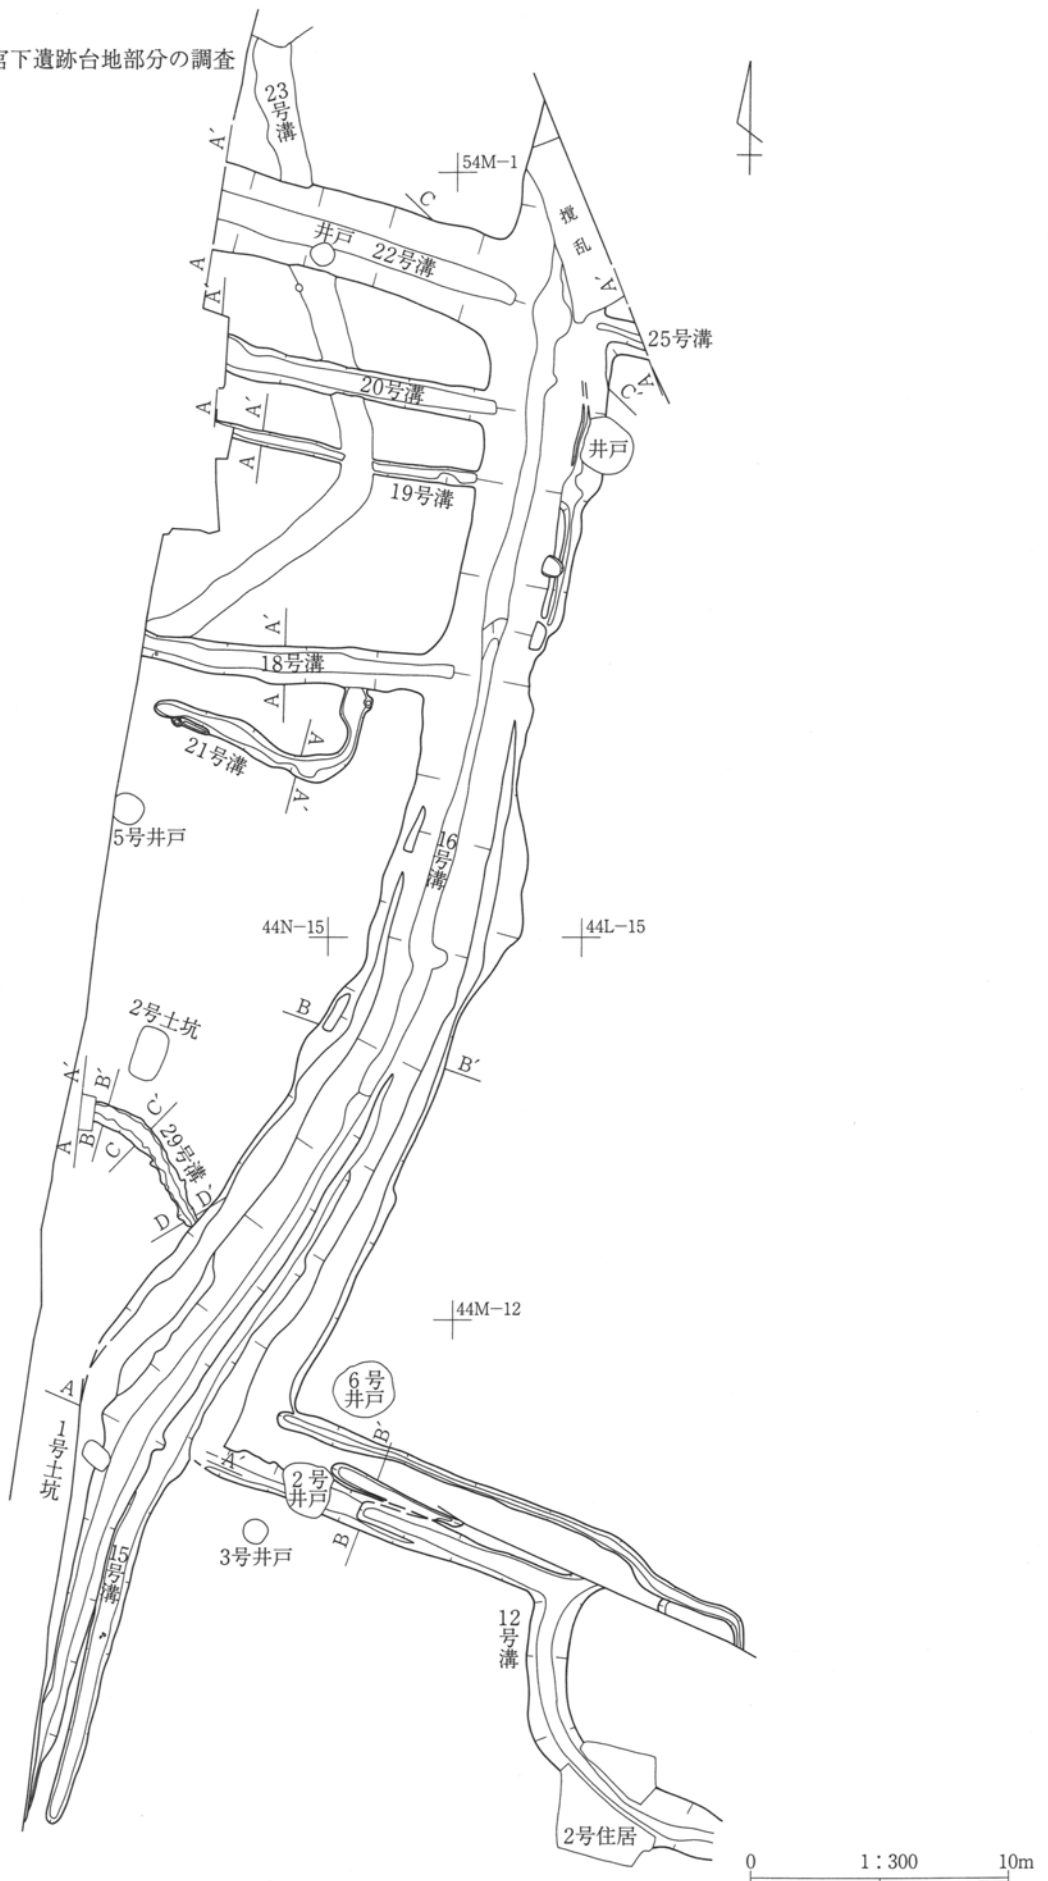 宮下遺跡台地部分の調査
23号溝
A′
54M-1
C
撹乱
井戸 22号溝
A
A′
A′
25号溝
A
C′
20号溝
A
A′
井戸
A
19号溝
A′
18号溝
A
A
21号溝
A′
5号井戸
16号溝
44N-15
44L-15
2号土坑
B
B′
A′
B′
C′
A
B
C
29号溝
D′
D
44M-12
A
6号井戸
1号土坑
B′
A′
2号井戸
B
3号井戸
15号溝
12号溝
2号住居
0 1:300 10m